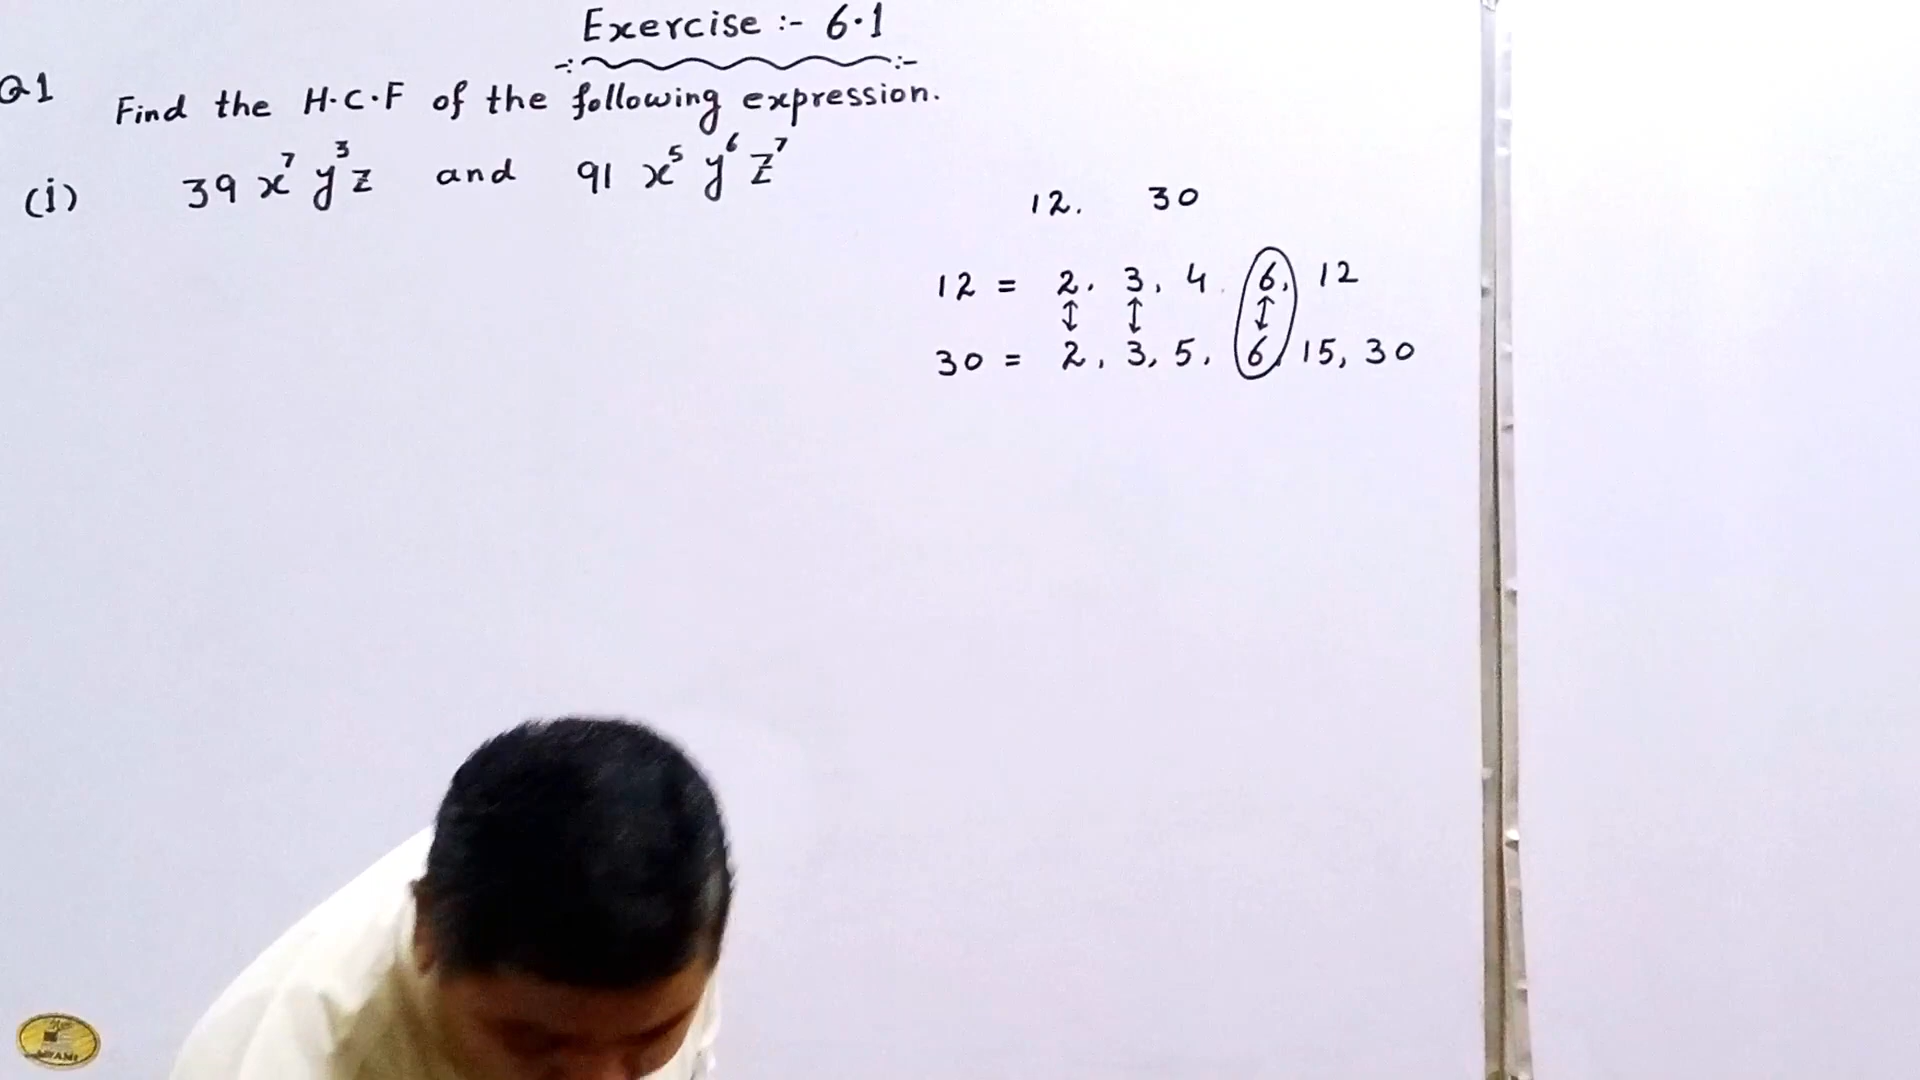 Exercise :- 6.1
Q1 Find the H.C.F of the following expression.
(i) 39 x⁷ y³ z and 91 x⁵ y⁶ z⁷
12. 30
12 = 2. 3, 4. 6, 12
30 = 2, 3, 5, 6, 15, 30